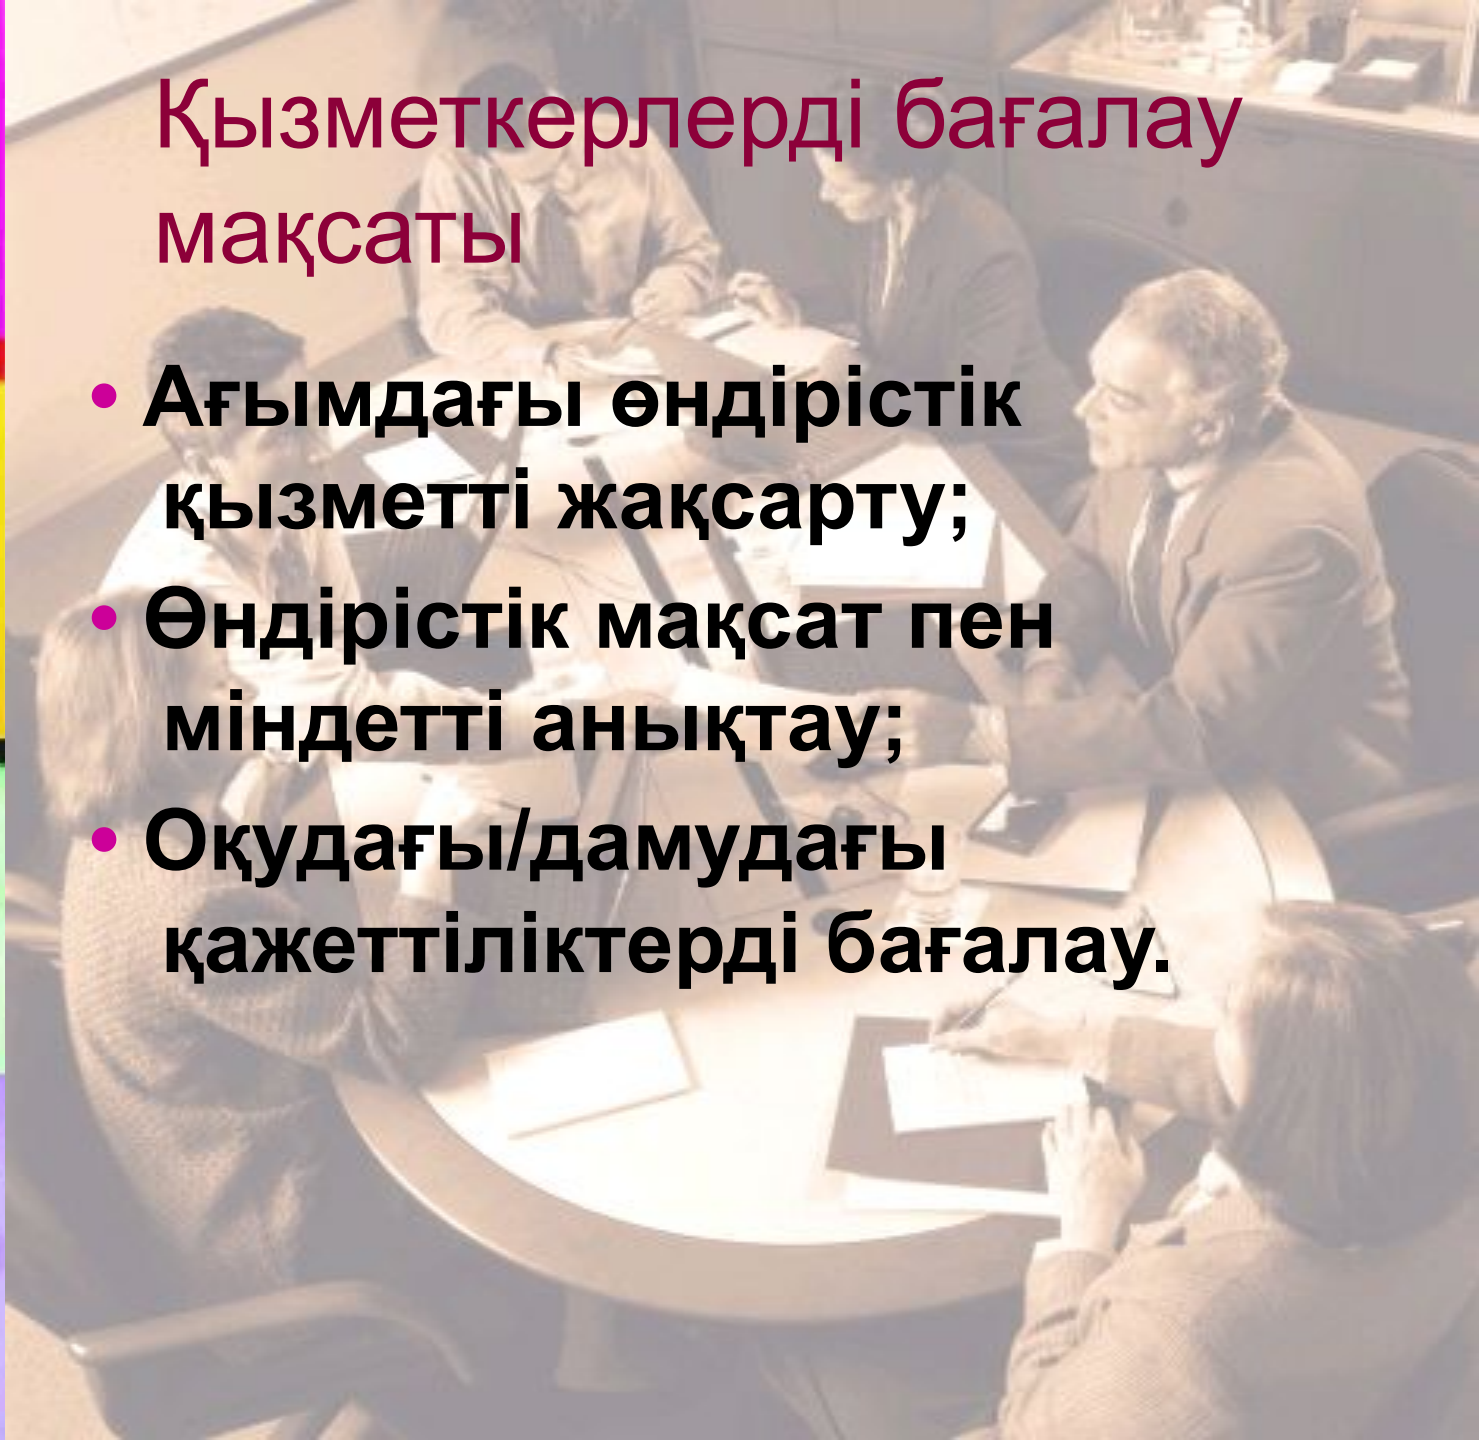 Қызметкерлерді бағалау
мақсаты
• Ағымдағы өндірістік
қызметті жақсарту;
• Өндірістік мақсат пен
міндетті анықтау;
• Оқудағы/дамудағы
қажеттіліктерді бағалау.